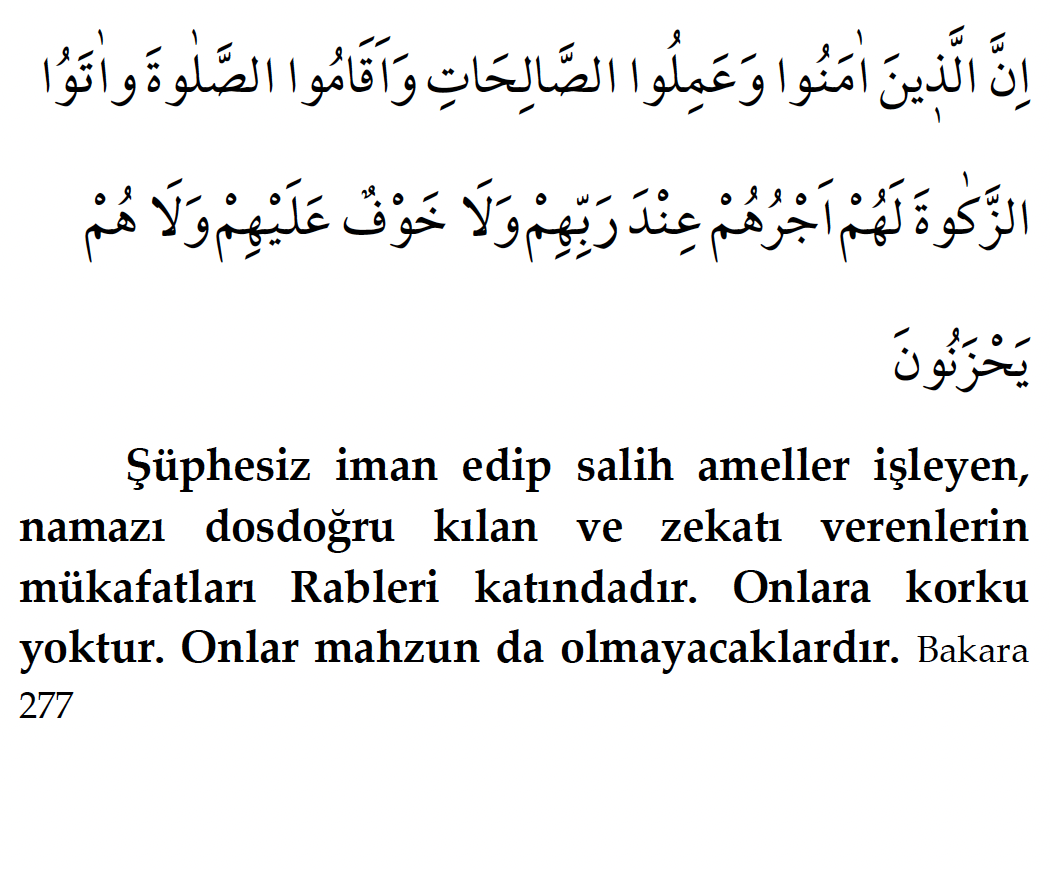 اِنَّ الَّذ۪ينَ اٰمَنُوا وَعَمِلُوا الصَّالِحَاتِ وَاَقَامُوا الصَّلٰوةَ واٰتَوُا
الزَّكٰوةَ لَهُمْ اَجْرُهُمْ عِنْدَ رَبِّهِمْ وَلَا خَوْفٌ عَلَيْهِمْ وَلَا هُمْ
يَحْزَنُونَ
Şüphesiz iman edip salih ameller işleyen,
namazı dosdoğru kılan ve zekatı verenlerin
mükafatları Rableri katındadır. Onlara korku
yoktur. Onlar mahzun da olmayacaklardır. Bakara
277